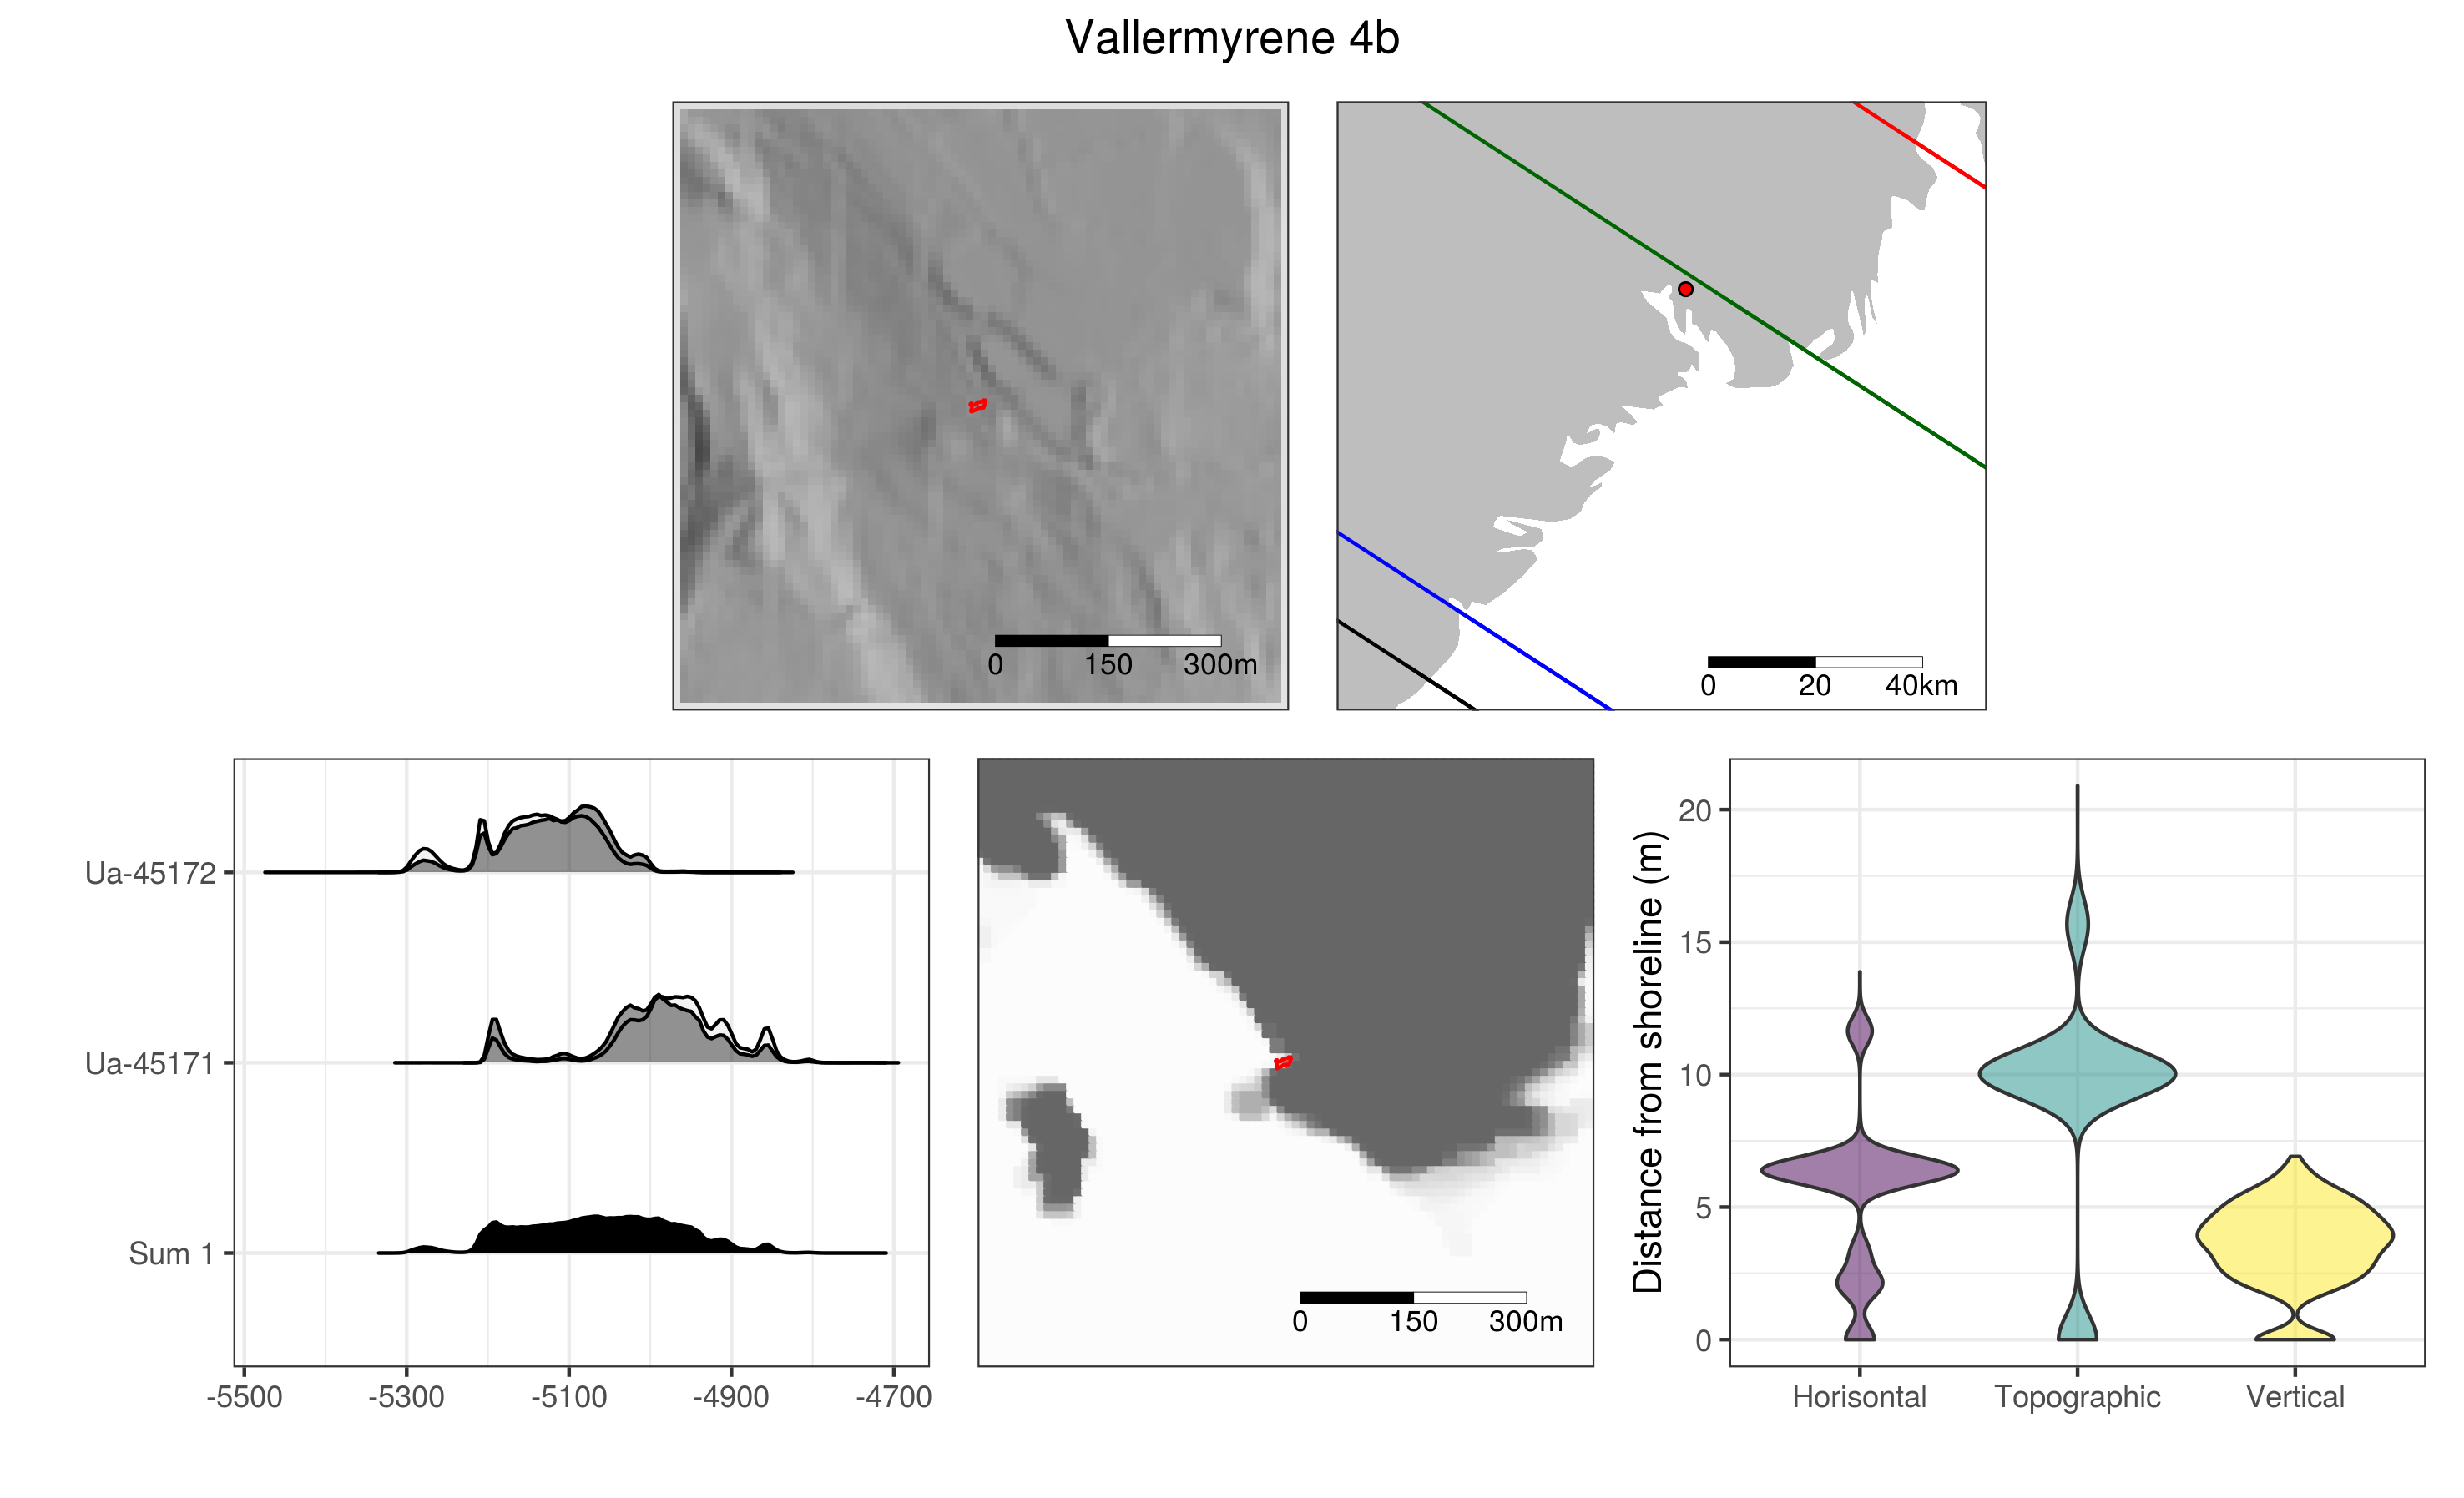 Vallermyrene 4b
0 150 300m
0 20 40km
Ua-45172
Ua-45171
Sum 1
-5500 -5300 -5100 -4900 -4700
0 150 300m
Distance from shoreline (m)
20
15
10
5
0
Horisontal Topographic Vertical